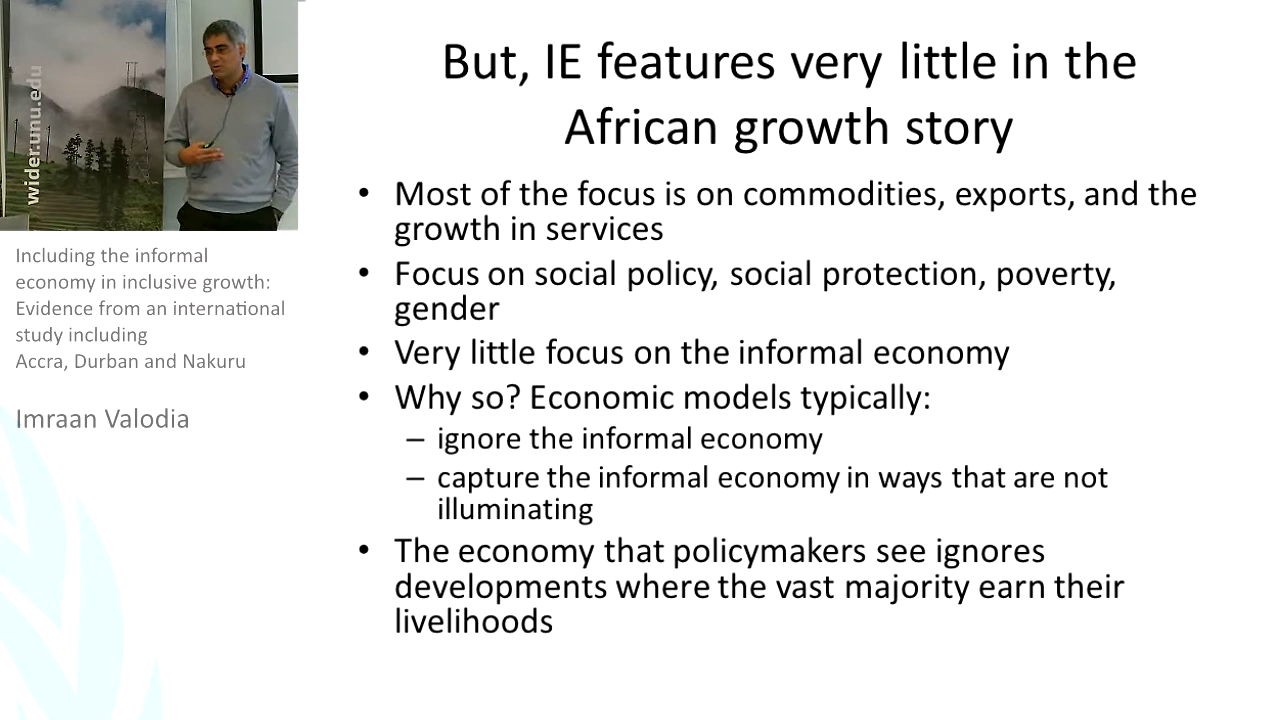 wider.unu.edu
Including the informal
economy in inclusive growth:
Evidence from an international
study including
Accra, Durban and Nakuru
Imraan Valodia
But, IE features very little in the
African growth story
• Most of the focus is on commodities, exports, and the
growth in services
• Focus on social policy, social protection, poverty,
gender
• Very little focus on the informal economy
• Why so? Economic models typically:
– ignore the informal economy
– capture the informal economy in ways that are not
illuminating
• The economy that policymakers see ignores
developments where the vast majority earn their
livelihoods